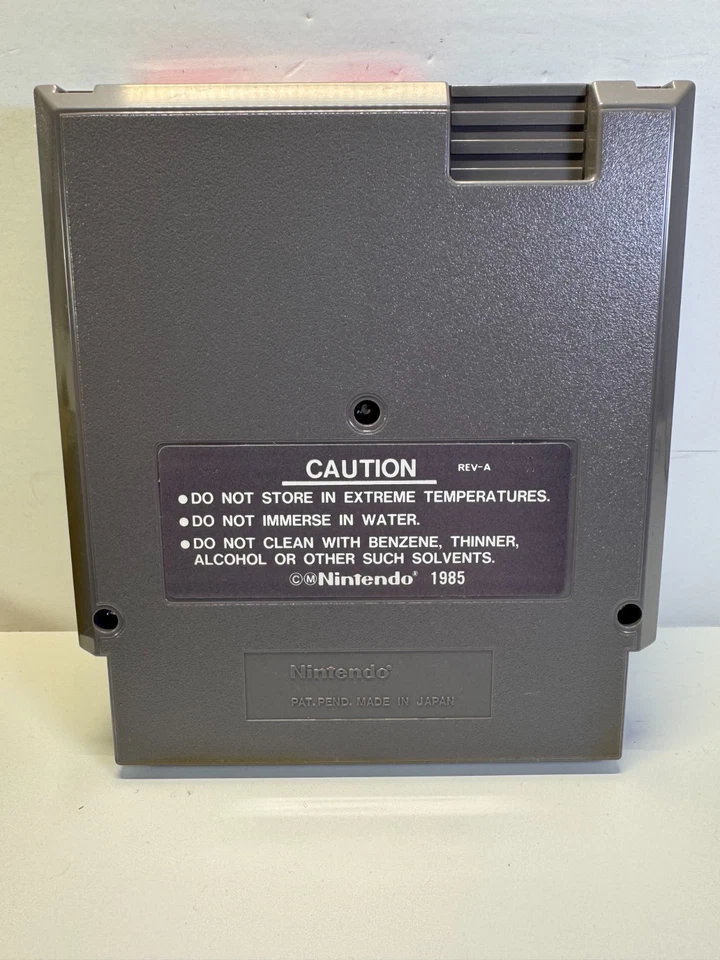 CAUTION REV-A
●DO NOT STORE IN EXTREME TEMPERATURES.
●DO NOT IMMERSE IN WATER.
●DO NOT CLEAN WITH BENZENE, THINNER,
ALCOHOL OR OTHER SUCH SOLVENTS.
©ⓂNintendo® 1985
Nintendo®
PAT. PEND. MADE IN JAPAN